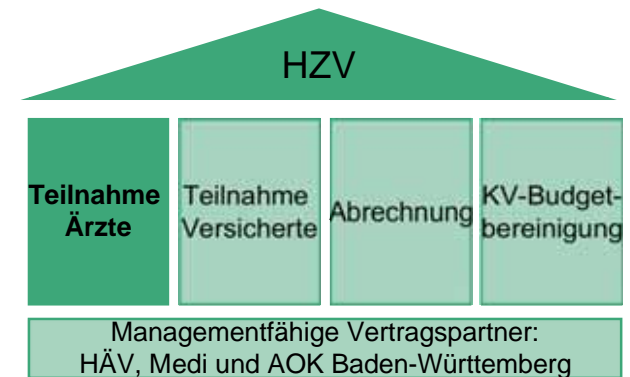 HZV
Teilnahme
Ärzte
Teilnahme
Versicherte
Abrechnung
KV-Budget-
bereinigung
Managementfähige Vertragspartner:
HÄV, Medi und AOK Baden-Württemberg